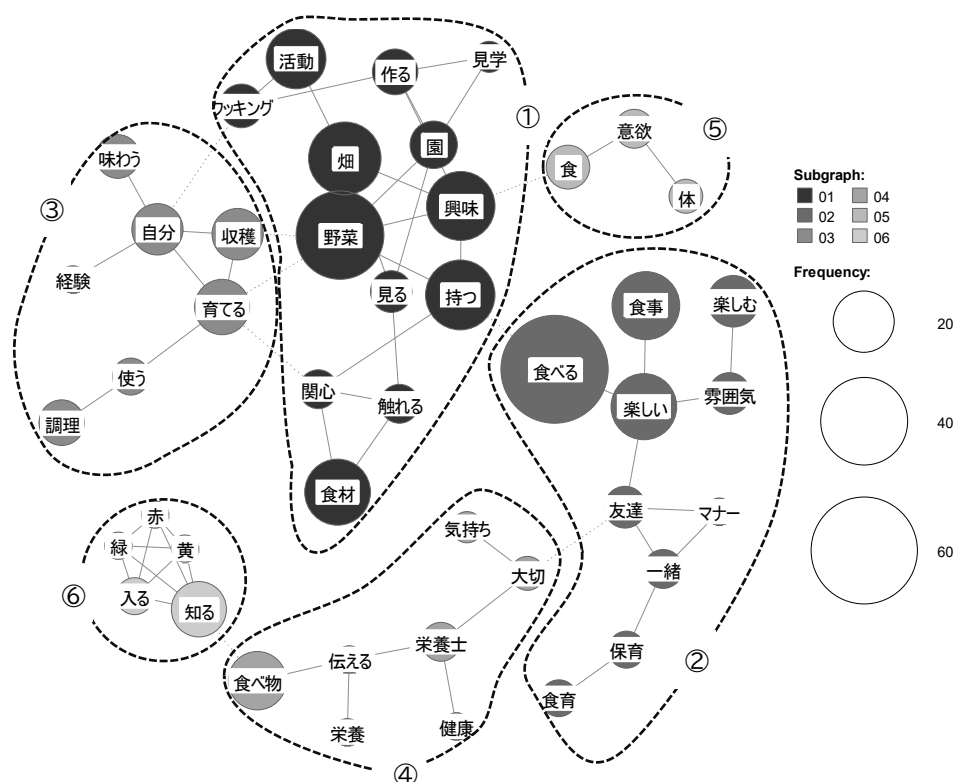 活動
作る
見学
クッキング
園
畑
①
興味
野菜
見る
持つ
関心
触れる
食材
味わう
③
自分
収穫
経験
育てる
使う
調理
意欲
⑤
食
体
食事
楽しむ
食べる
楽しい
雰囲気
友達
マナー
一緒
保育
②
食育
赤
緑
黄
⑥
入る
知る
気持ち
大切
栄養士
伝える
食べ物
栄養
健康
④
Subgraph:
01 04
02 05
03 06
Frequency:
20
40
60